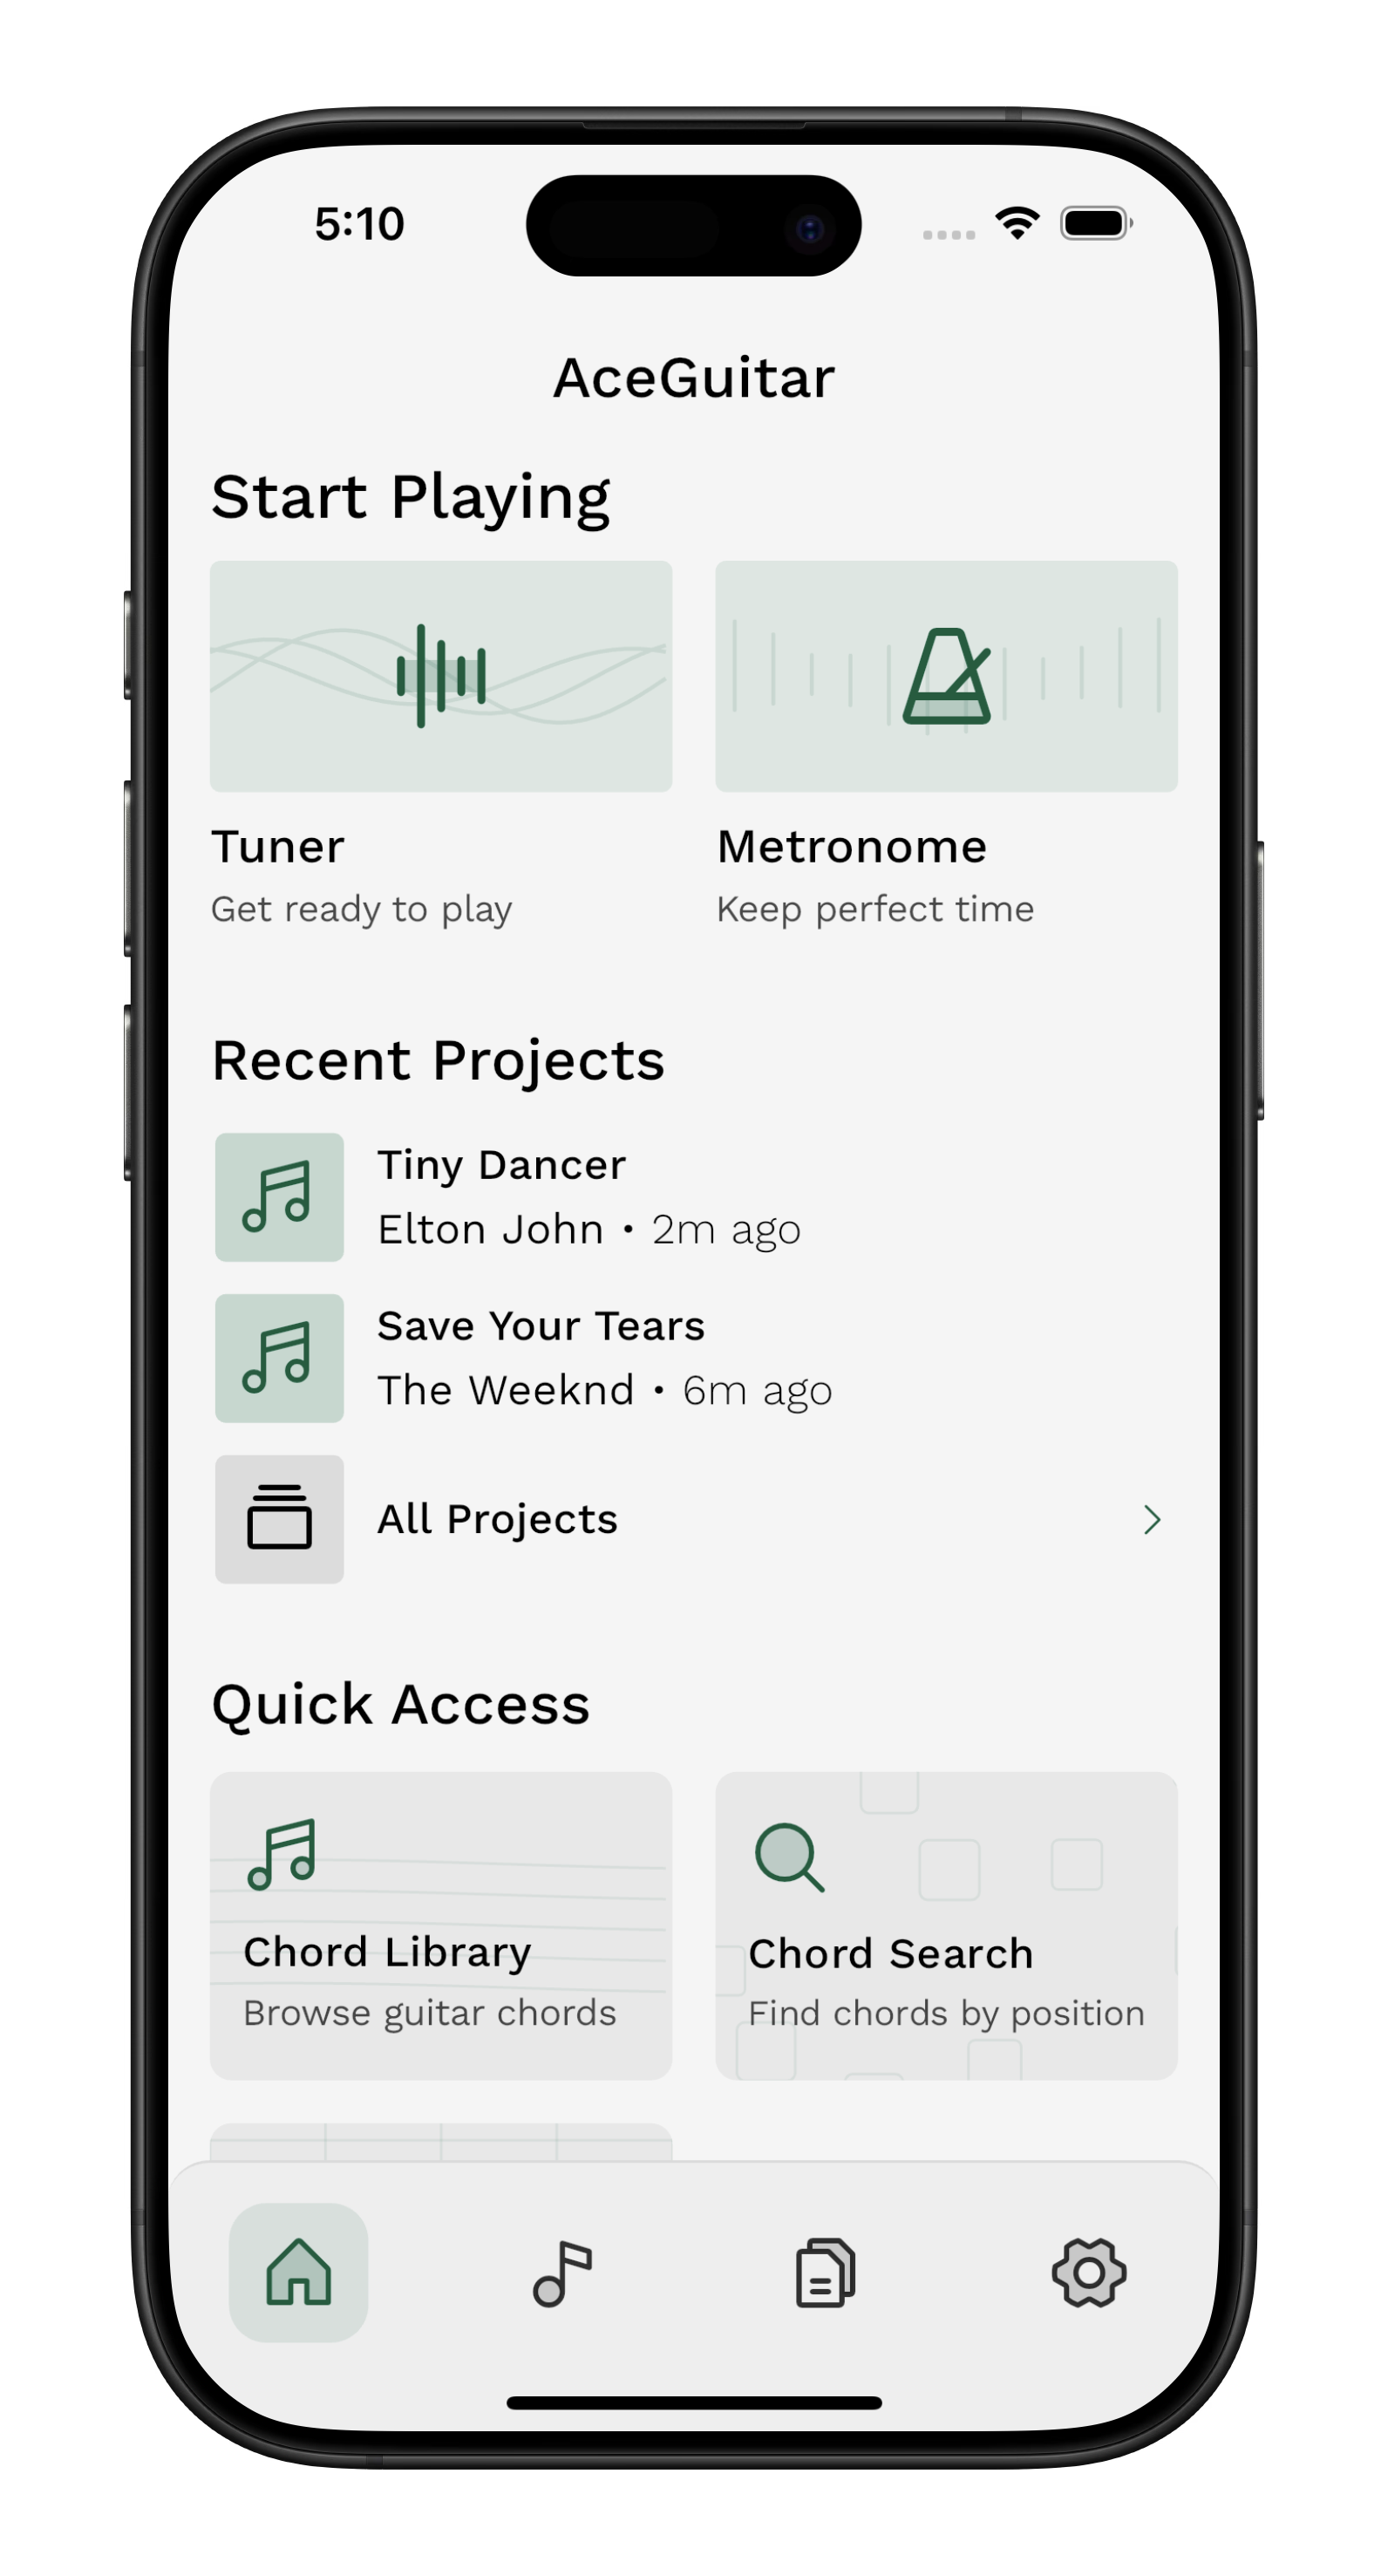 5:10
AceGuitar
Start Playing
Tuner
Get ready to play
Metronome
Keep perfect time
Recent Projects
Tiny Dancer
Elton John • 2m ago
Save Your Tears
The Weeknd • 6m ago
All Projects
Quick Access
Chord Library
Browse guitar chords
Chord Search
Find chords by position